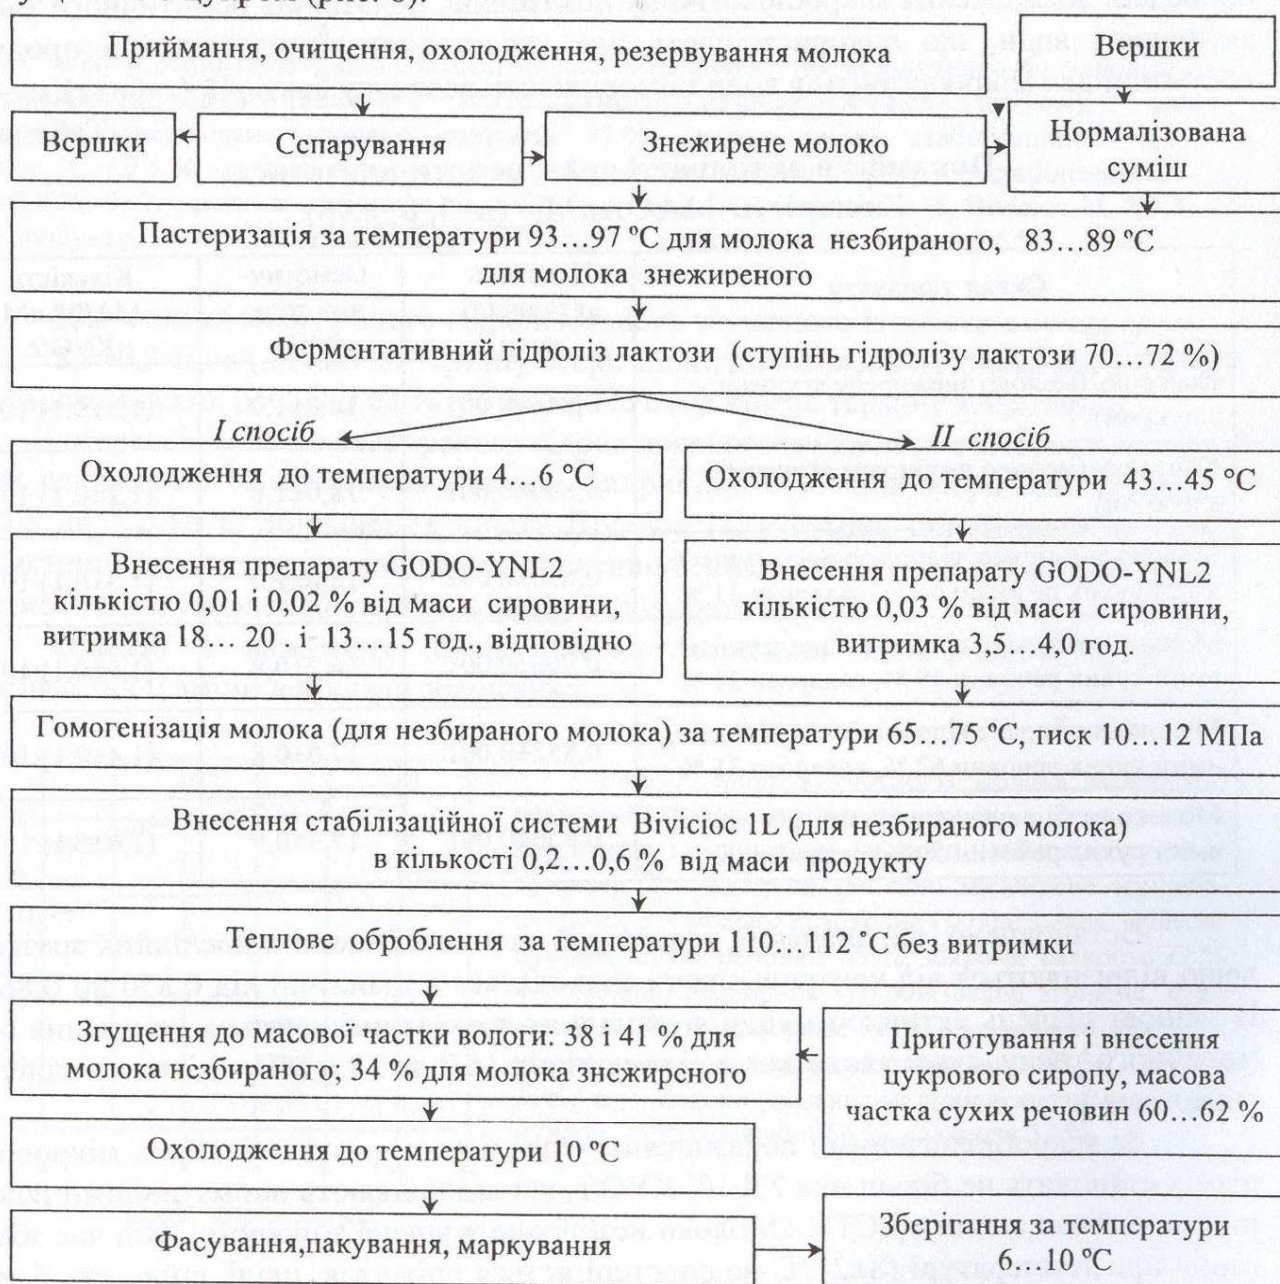 Приймання, очищення, охолодження, резервування молока
Вершки
Вершки
Сепарування
Знежирене молоко
Нормалізована
суміш
Пастеризація за температури 93…97 ºС для молока незбираного, 83…89 ºС
для молока знежиреного
Ферментативний гідроліз лактози (ступінь гідролізу лактози 70…72 %)
I спосіб
II спосіб
Охолодження до температури 4…6 °С
Охолодження до температури 43…45 °С
Внесення препарату GODO-YNL2
кількістю 0,01 і 0,02 % від маси сировини,
витримка 18… 20 і 13…15 год., відповідно
Внесення препарату GODO-YNL2
кількістю 0,03 % від маси сировини,
витримка 3,5…4,0 год.
Гомогенізація молока (для незбираного молока) за температури 65…75 °С, тиск 10…12 МПа
Внесення стабілізаційної системи Bivicioc 1L (для незбираного молока)
в кількості 0,2…0,6 % від маси продукту
Теплове оброблення за температури 110…112 °С без витримки
Згущення до масової частки вологи: 38 і 41 % для
молока незбираного; 34 % для молока знежиреного
Приготування і внесення
цукрового сиропу, масова
частка сухих речовин 60…62 %
Охолодження до температури 10 ºС
Фасування,пакування, маркування
Зберігання за температури
6…10 ºС